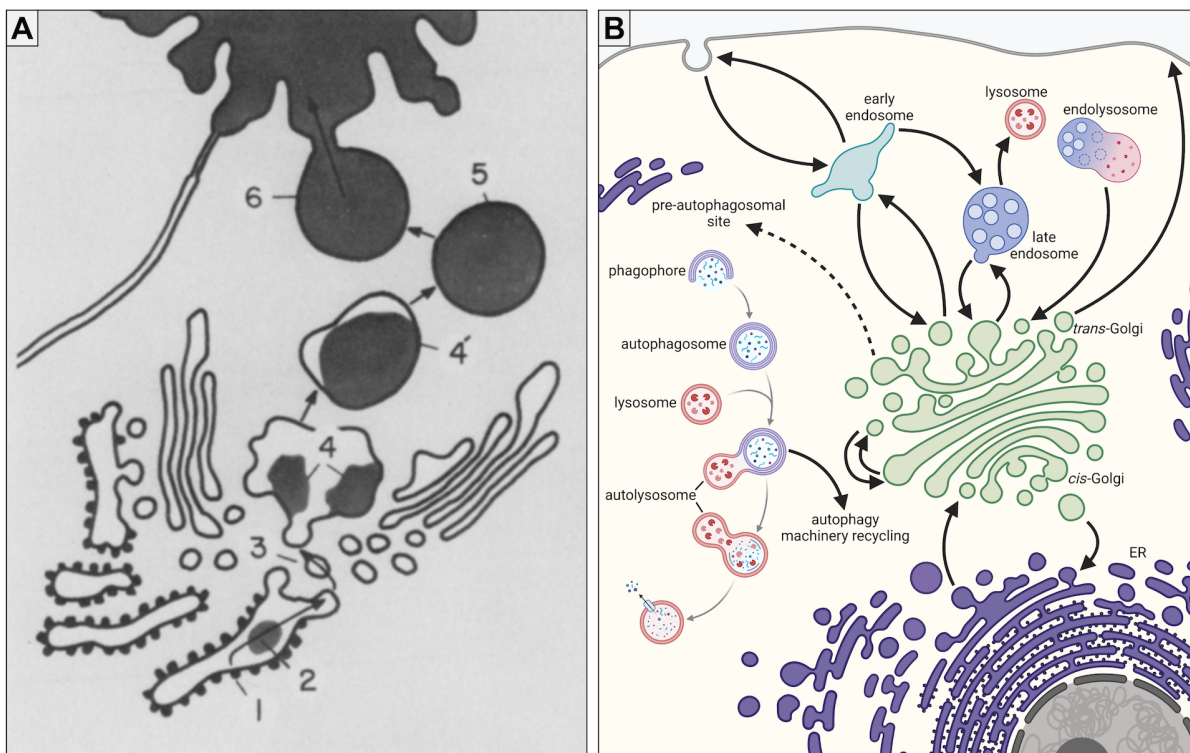 A
6
5
4′
4
3
2
1
B
early
endosome
lysosome
endolysosome
pre-autophagosomal
site
late
endosome
phagophore
trans-Golgi
autophagosome
lysosome
cis-Golgi
autolysosome
autophagy
machinery recycling
ER